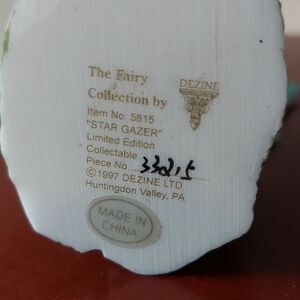 The Fairy
Collection by
DEZINE
Item No. 5815
"STAR GAZER"
Limited Edition
Collectable
Piece No. 33215
©1997 DEZINE LTD
Huntingdon Valley, PA
MADE IN
CHINA